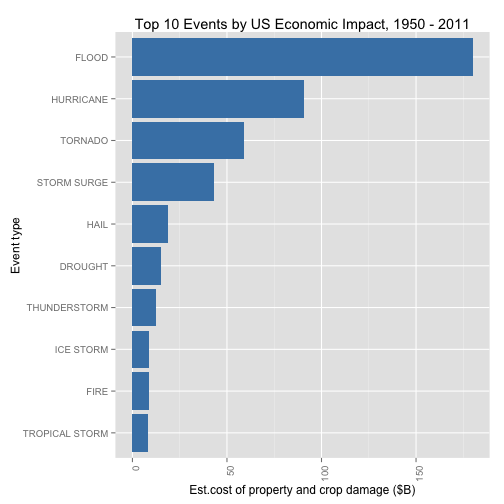 Top 10 Events by US Economic Impact, 1950 - 2011
FLOOD
HURRICANE
TORNADO
STORM SURGE
HAIL
DROUGHT
THUNDERSTORM
ICE STORM
FIRE
TROPICAL STORM
Event type
0
50
100
150
Est.cost of property and crop damage ($B)